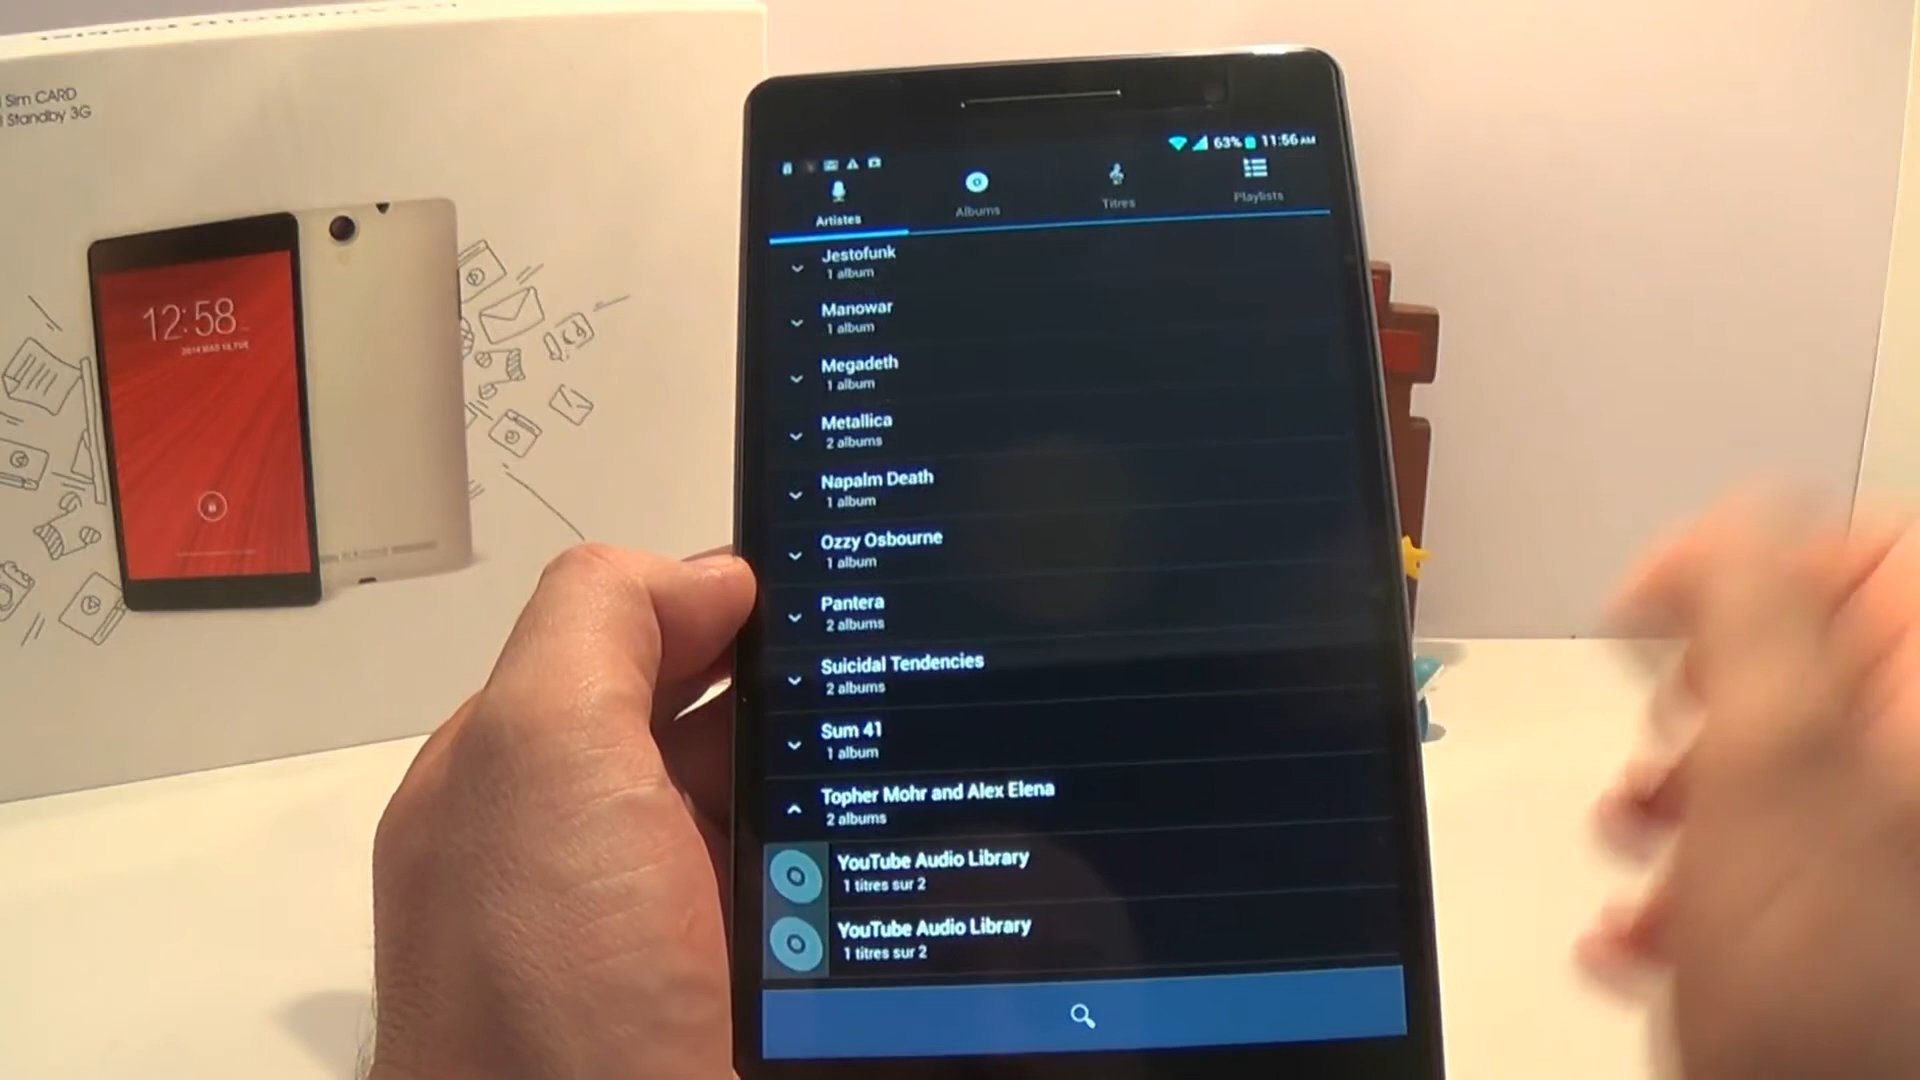 Sim CARD
Standby 3G
12:58
63% 11:56 AM
Artistes
Albums
Titres
Playlists
Jestofunk
1 album
Manowar
1 album
Megadeth
1 album
Metallica
2 albums
Napalm Death
1 album
Ozzy Osbourne
1 album
Pantera
2 albums
Suicidal Tendencies
2 albums
Sum 41
1 album
Topher Mohr and Alex Elena
2 albums
YouTube Audio Library
1 titres sur 2
YouTube Audio Library
1 titres sur 2